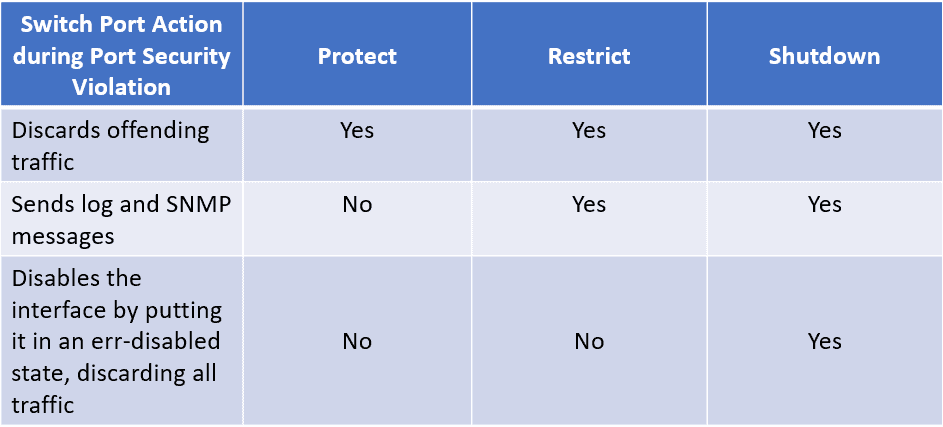 Switch Port Action
during Port Security
Violation
Protect
Restrict
Shutdown
Discards offending
traffic
Yes
Yes
Yes
Sends log and SNMP
messages
No
Yes
Yes
Disables the
interface by putting
it in an err-disabled
state, discarding all
traffic
No
No
Yes